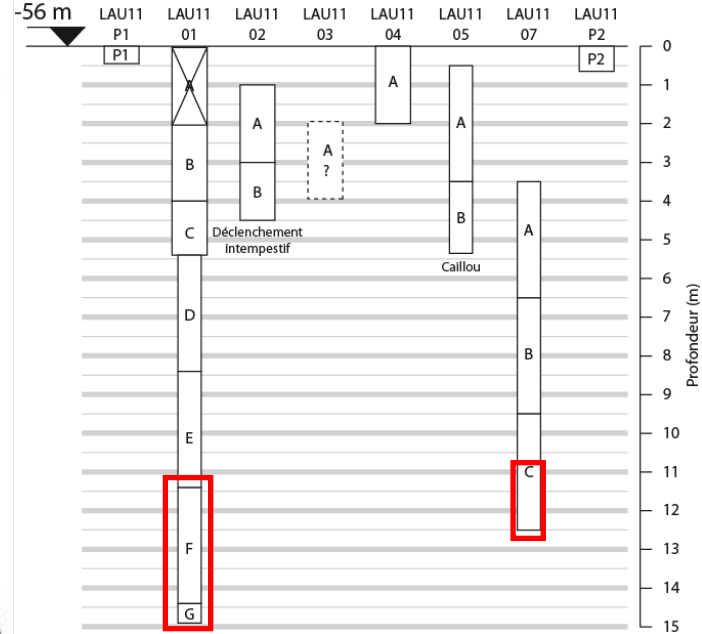 -56 m
LAU11 LAU11 LAU11 LAU11 LAU11 LAU11 LAU11 LAU11
P1 01 02 03 04 05 07 P2
P1
A
B
C
D
E
F
G
A
B
Déclenchement
intempestif
A
?
A
A
B
Caillou
A
B
C
P2
0
1
2
3
4
5
6
7
8
9
10
11
12
13
14
15
Profondeur (m)